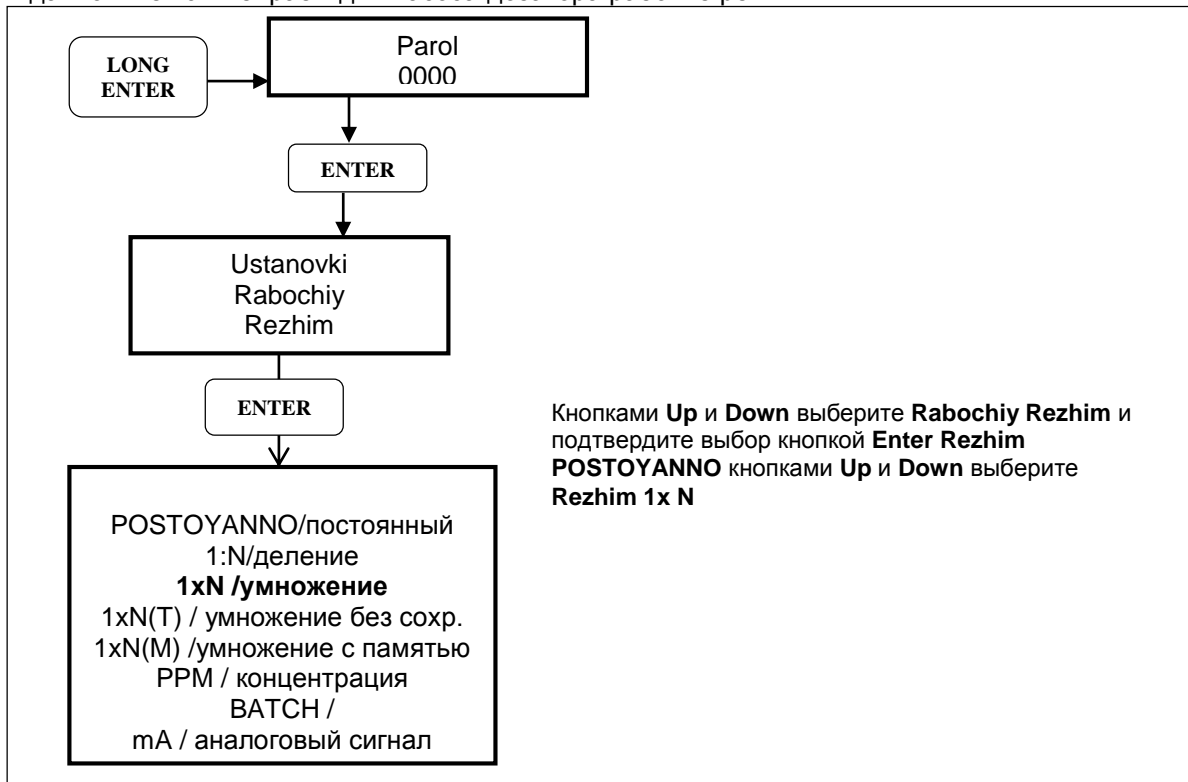 LONG
ENTER
Parol
0000
ENTER
Ustanovki
Rabochiy
Rezhim
ENTER
Кнопками Up и Down выберите Rabochiy Rezhim и
подтвердите выбор кнопкой Enter Rezhim
POSTOYANNO кнопками Up и Down выберите
Rezhim 1x N
POSTOYANNO/постоянный
1:N/деление
1xN /умножение
1xN(T) / умножение без сохр.
1xN(M) /умножение с памятью
PPM / концентрация
BATCH /
mA / аналоговый сигнал